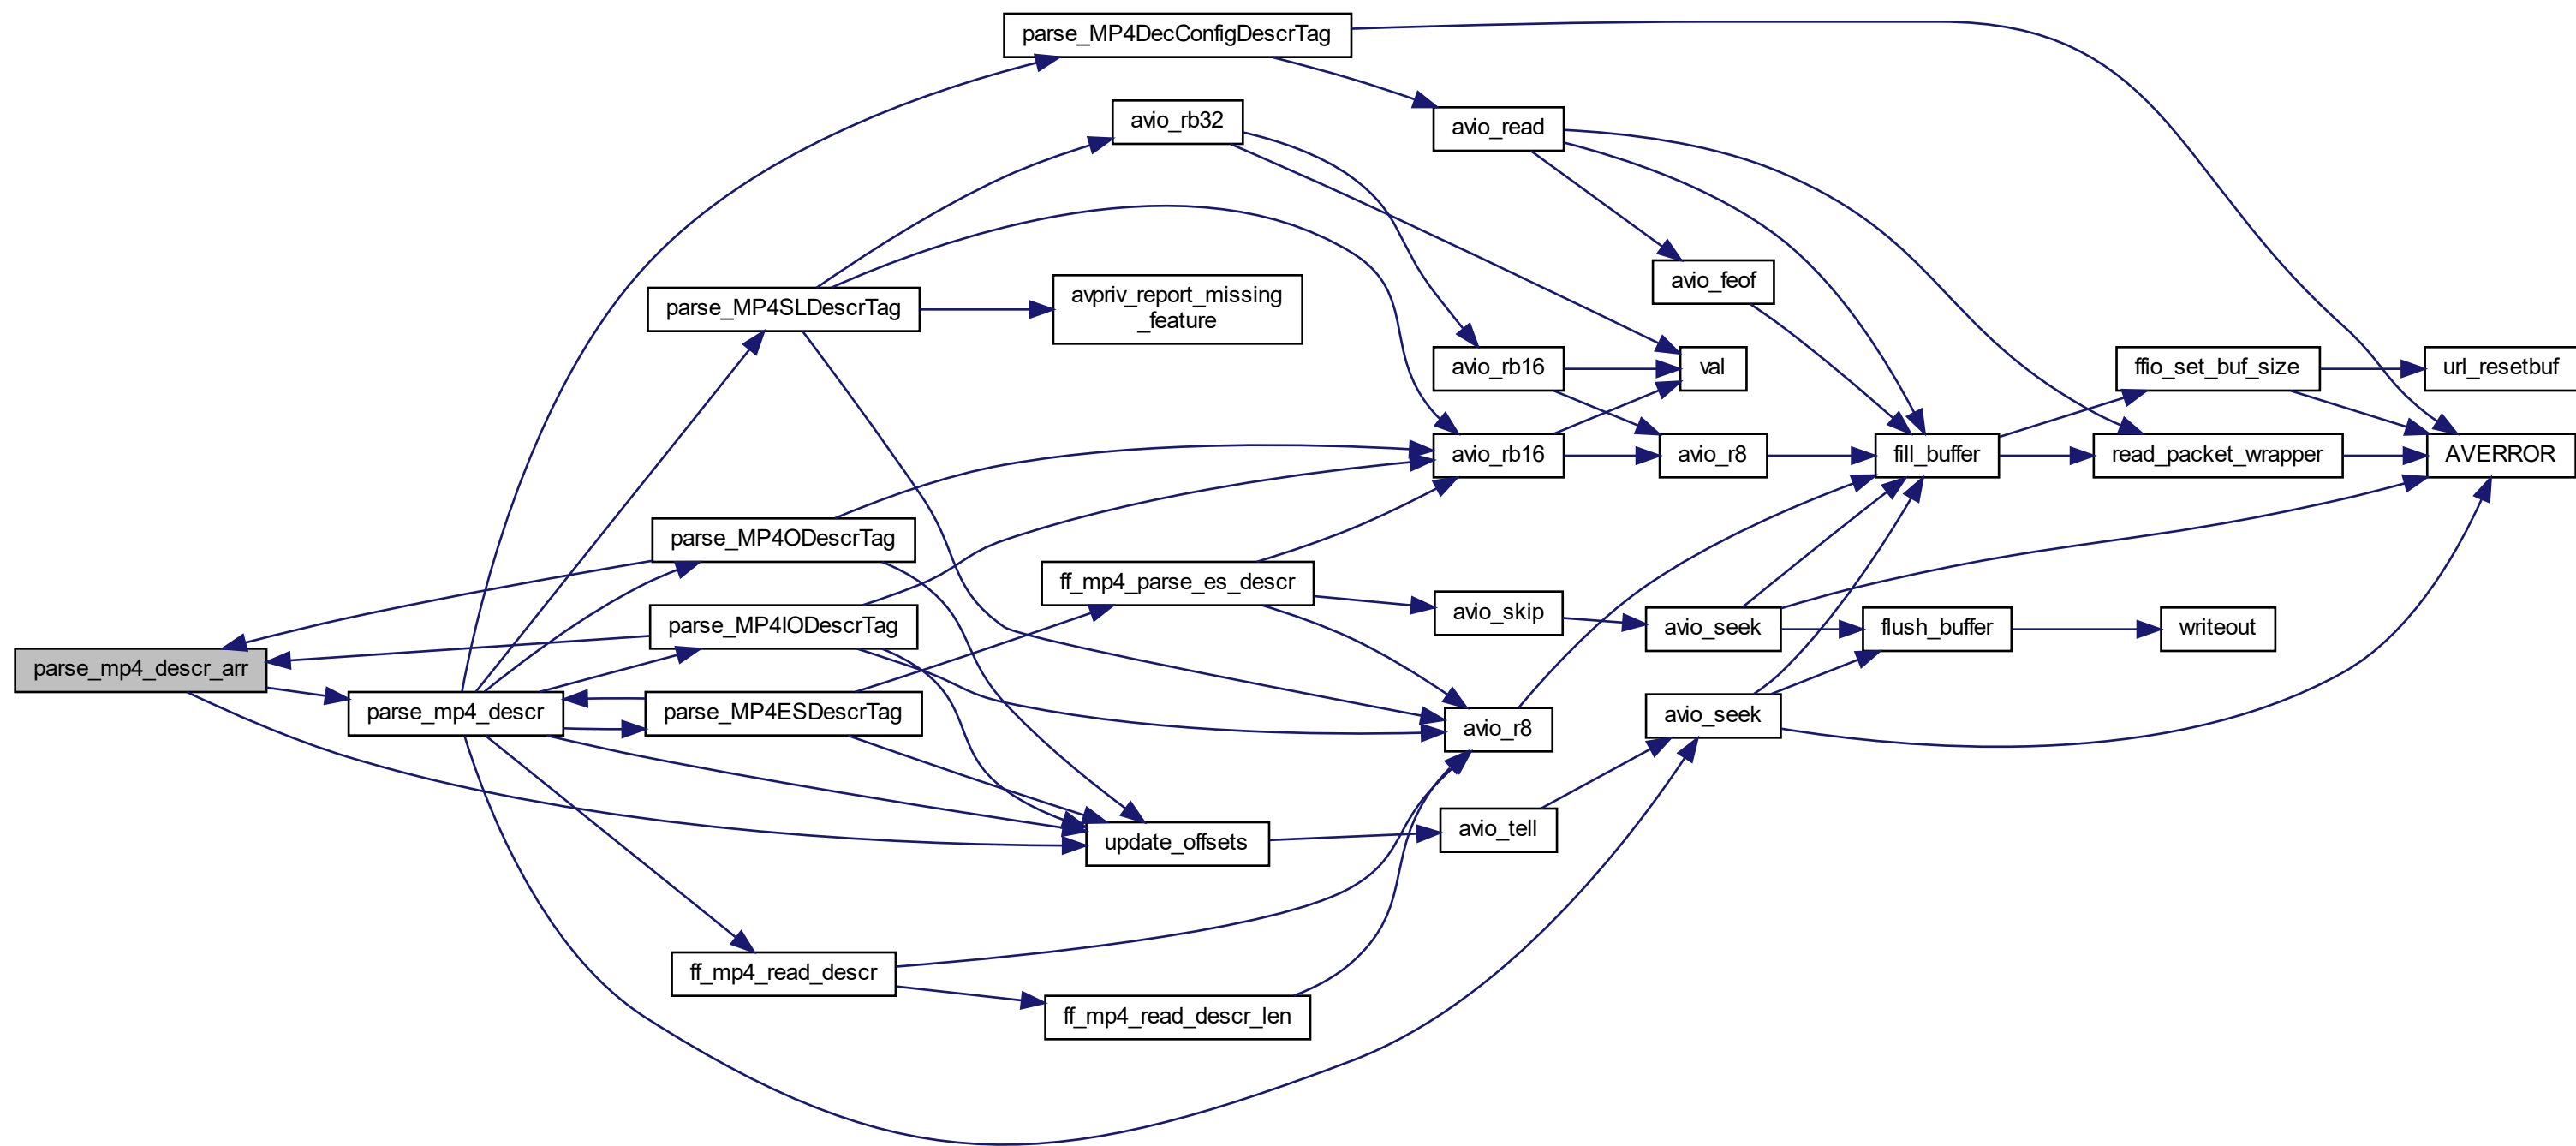 parse_MP4DecConfigDescrTag
avio_rb32
avio_read
avio_feof
parse_MP4SLDescrTag
avpriv_report_missing
_feature
avio_rb16
val
ffio_set_buf_size
url_resetbuf
avio_rb16
avio_r8
fill_buffer
read_packet_wrapper
AVERROR
parse_MP4ODescrTag
ff_mp4_parse_es_descr
avio_skip
parse_MP4IODescrTag
avio_seek
flush_buffer
writeout
parse_mp4_descr_arr
parse_mp4_descr
parse_MP4ESDescrTag
avio_r8
avio_seek
update_offsets
avio_tell
ff_mp4_read_descr
ff_mp4_read_descr_len